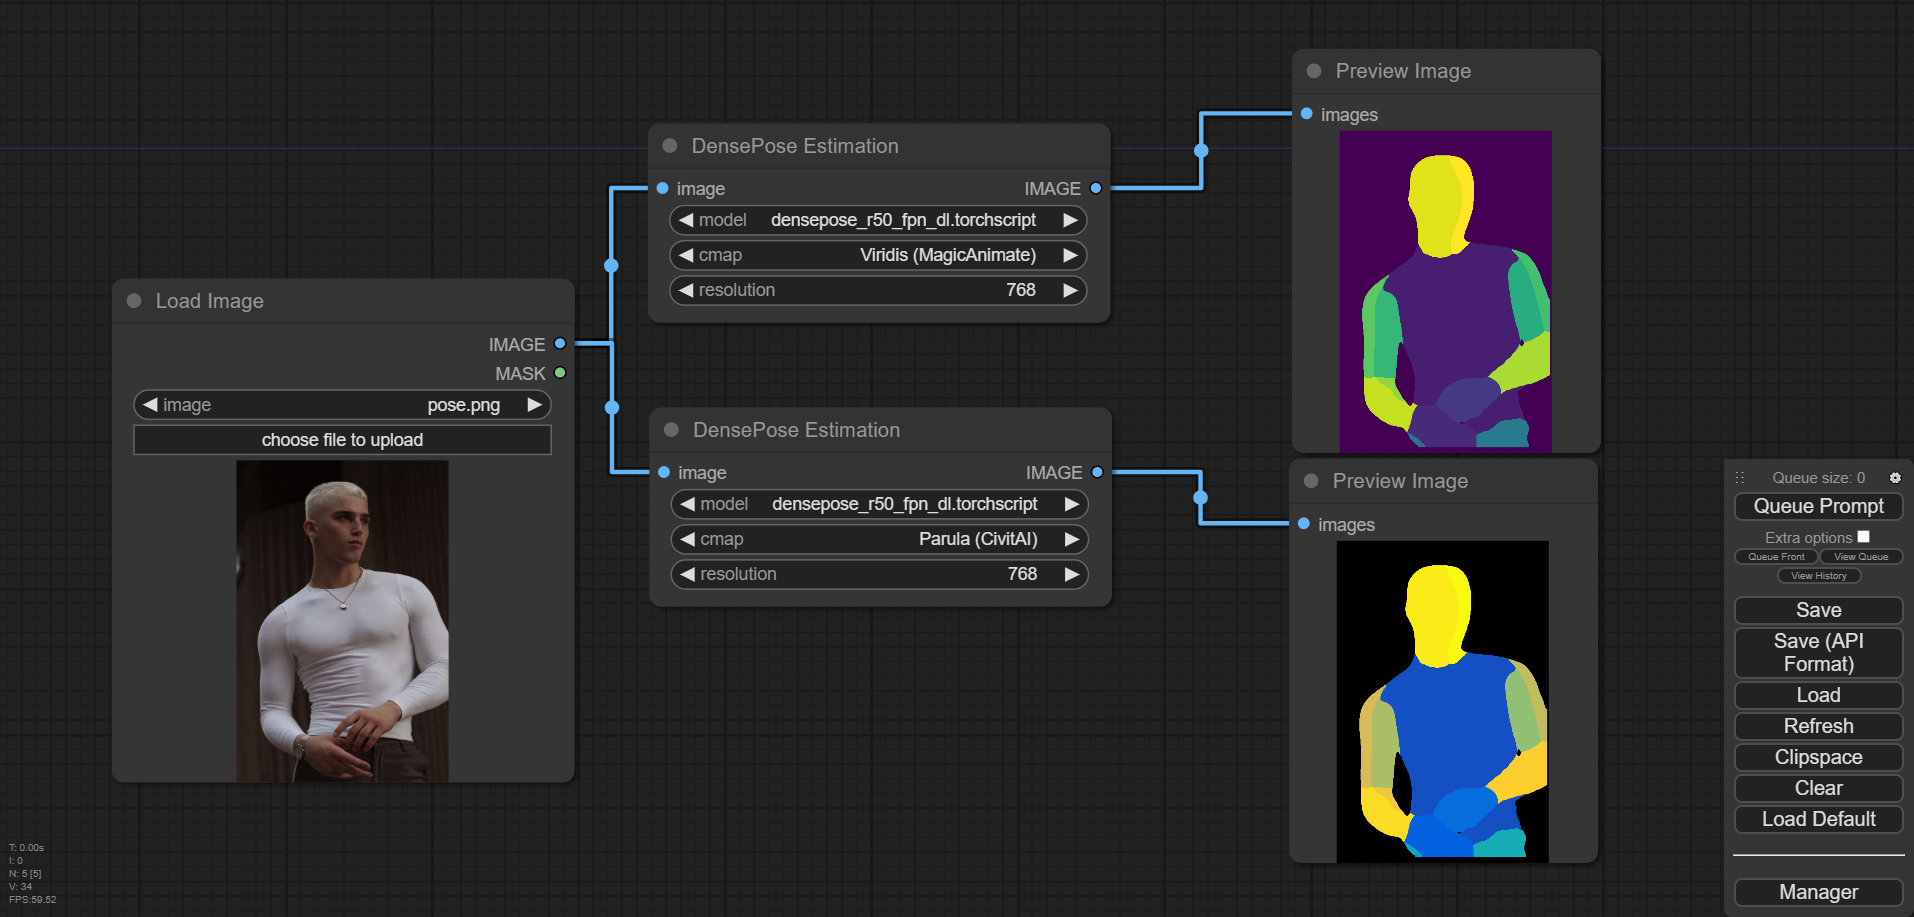 Load Image
IMAGE
MASK
image pose.png
choose file to upload
DensePose Estimation
image IMAGE
model densepose_r50_fpn_dl.torchscript
cmap Viridis (MagicAnimate)
resolution 768
DensePose Estimation
image IMAGE
model densepose_r50_fpn_dl.torchscript
cmap Parula (CivitAI)
resolution 768
Preview Image
images
Preview Image
images
Queue size: 0
Queue Prompt
Extra options
Queue Front View Queue
View History
Save
Save (API
Format)
Load
Refresh
Clipspace
Clear
Load Default
Manager
T: 0.00s
I: 0
N: 5 [5]
V: 34
FPS:59.52